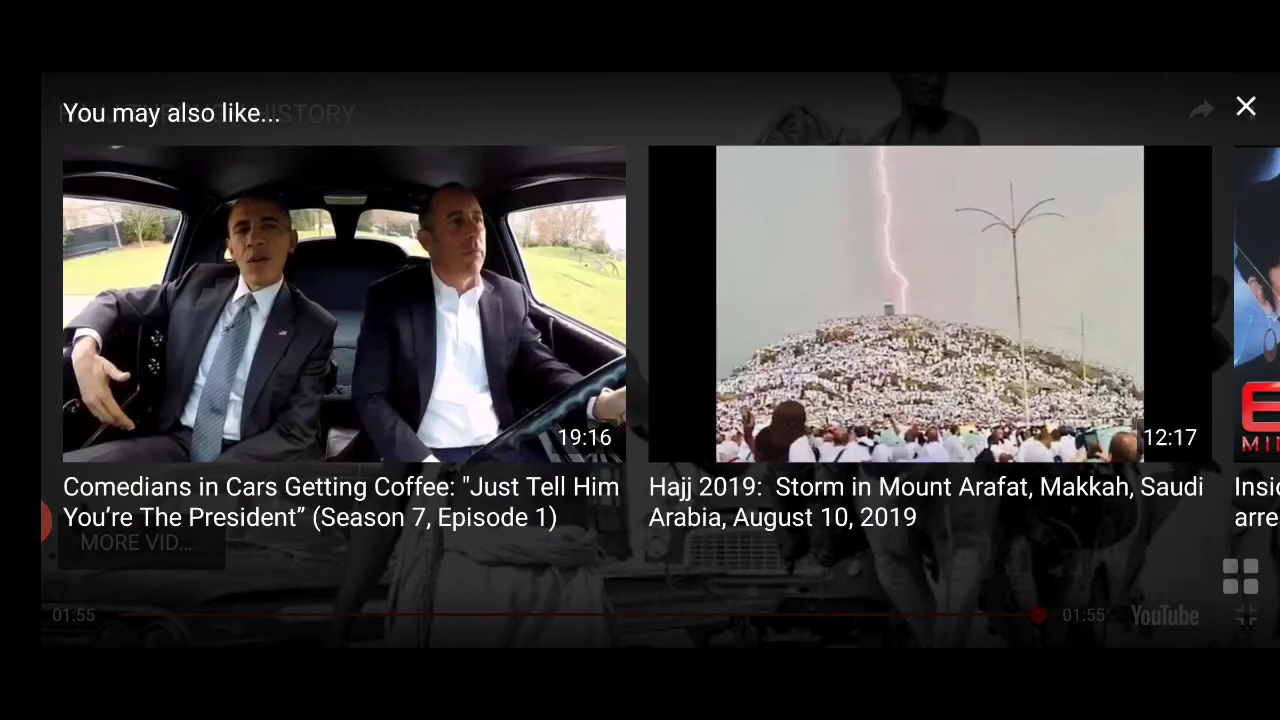 You may also like...
HISTORY
19:16
12:17
Comedians in Cars Getting Coffee: "Just Tell Him
You’re The President” (Season 7, Episode 1)
Hajj 2019: Storm in Mount Arafat, Makkah, Saudi
Arabia, August 10, 2019
MORE VID...
01:55
01:55
YouTube